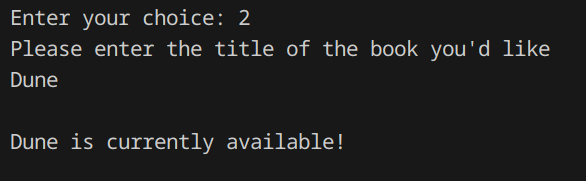 Enter your choice: 2
Please enter the title of the book you'd like
Dune
Dune is currently available!